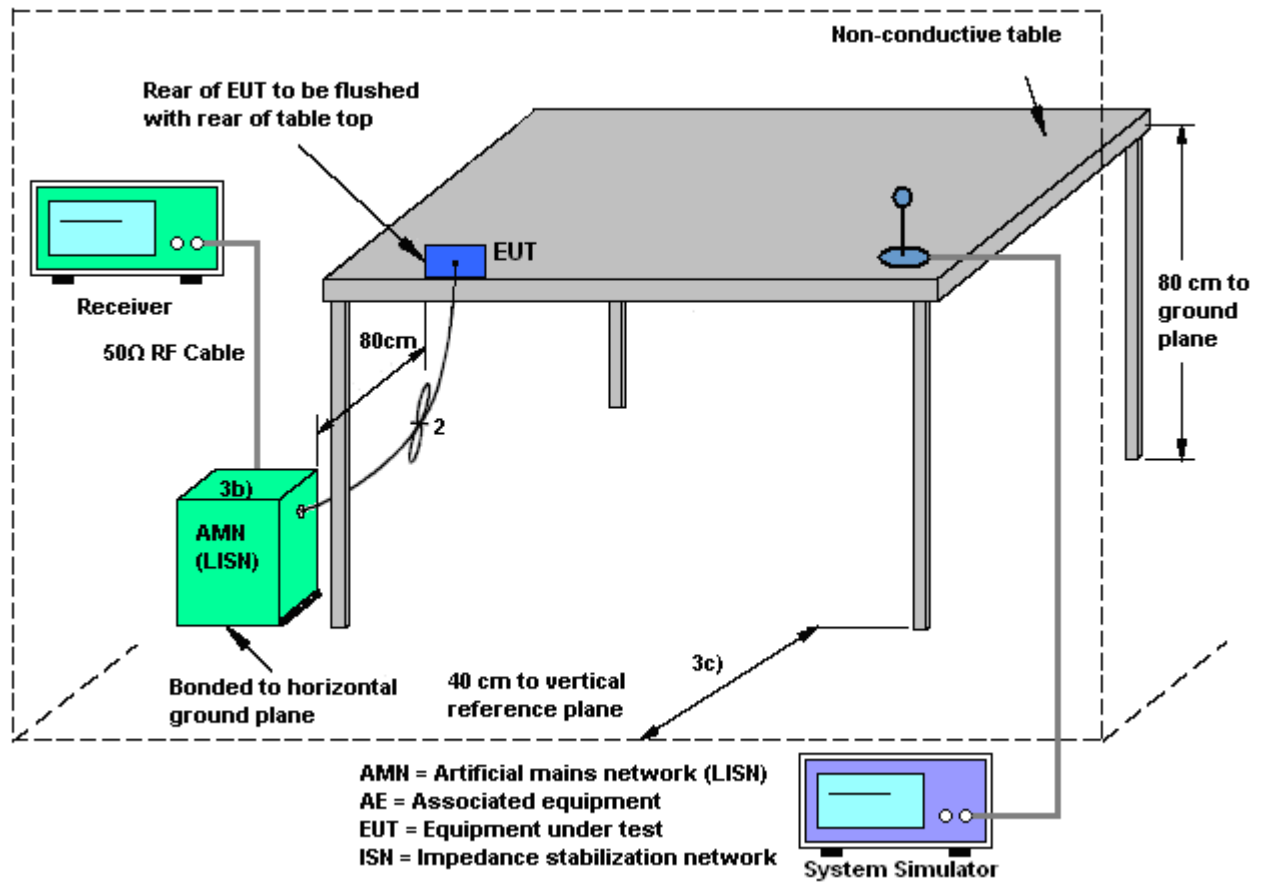 Non-conductive table
Rear of EUT to be flushed
with rear of table top
EUT
Receiver
80 cm to
ground
plane
50Ω RF Cable
80cm
2
3b)
AMN
(LISN)
3c)
Bonded to horizontal
ground plane
40 cm to vertical
reference plane
AMN = Artificial mains network (LISN)
AE = Associated equipment
EUT = Equipment under test
ISN = Impedance stabilization network
System Simulator